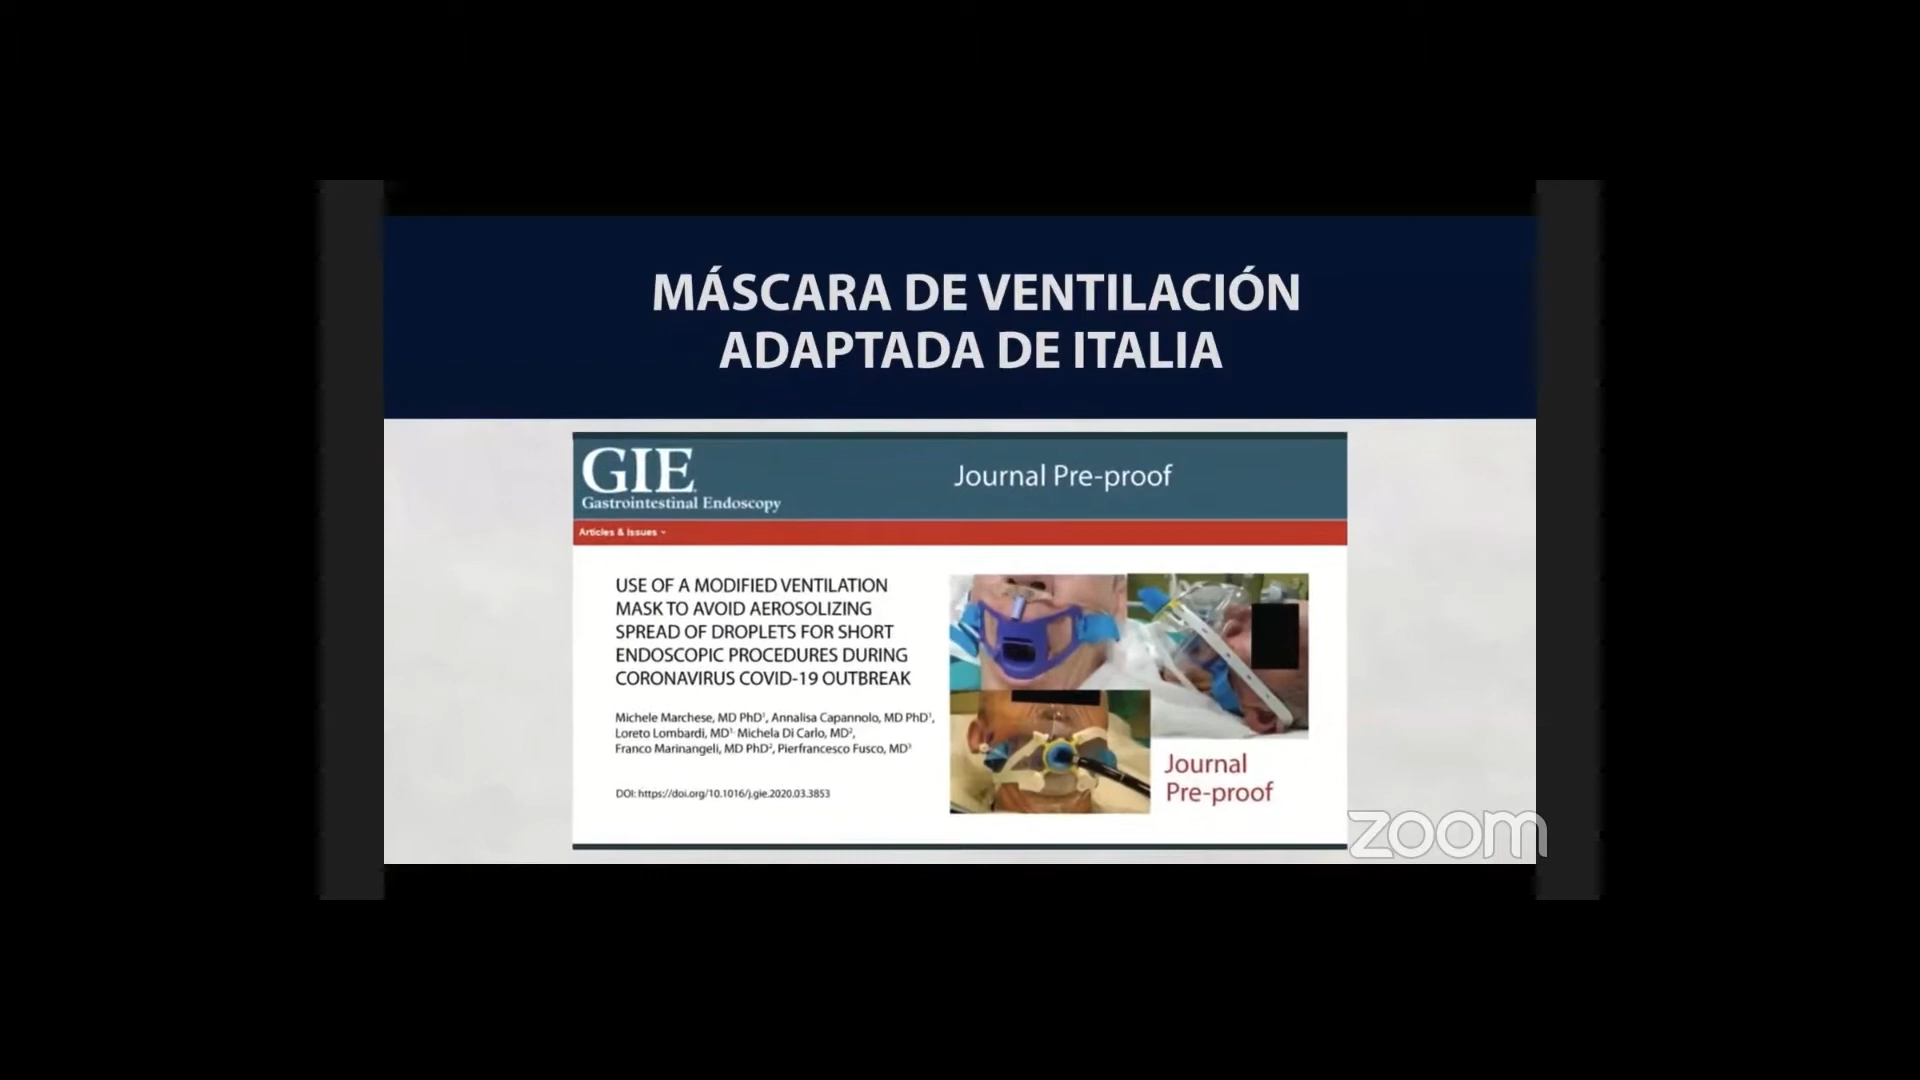 MÁSCARA DE VENTILACIÓN
ADAPTADA DE ITALIA
GIE
Gastrointestinal Endoscopy
Journal Pre-proof
Articles & Issues
USE OF A MODIFIED VENTILATION
MASK TO AVOID AEROSOLIZING
SPREAD OF DROPLETS FOR SHORT
ENDOSCOPIC PROCEDURES DURING
CORONAVIRUS COVID-19 OUTBREAK
Michele Marchese, MD PhD¹, Annalisa Capannolo, MD PhD¹,
Loreto Lombardi, MD¹, Michela Di Carlo, MD²,
Franco Marinangeli, MD PhD², Pierfrancesco Fusco, MD³
DOI: https://doi.org/10.1016/j.gie.2020.03.3853
Journal
Pre-proof
zoom